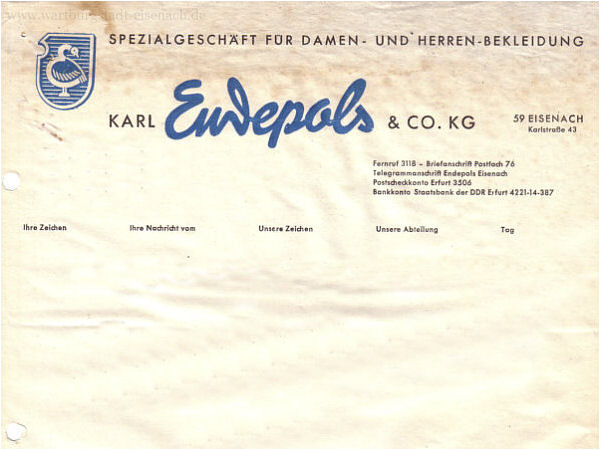 www.wartburgstadt-eisenach.de
SPEZIALGESCHÄFT FÜR DAMEN- UND HERREN-BEKLEIDUNG
KARL Endepols & CO. KG
59 EISENACH
Karlstraße 43
Fernruf 3118 – Briefanschrift Postfach 76
Telegrammanschrift Endepols Eisenach
Postscheckkonto Erfurt 3506
Bankkonto Staatsbank der DDR Erfurt 4221-14-387
Ihre Zeichen Ihre Nachricht vom Unsere Zeichen Unsere Abteilung Tag